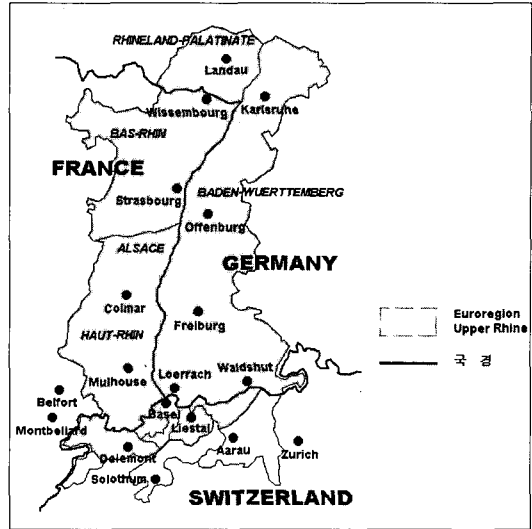 RHINELAND-PALATINATE
Landau
Wissembourg
Karlsruhe
BAS-RHIN
FRANCE
Strasbourg
BADEN-WUERTTEMBERG
Offenburg
ALSACE
GERMANY
Colmar
Freiburg
HAUT-RHIN
Euroregion
Upper Rhine
국 경
Mulhouse
Loerrach
Waldshut
Belfort
Basel
Montbeliard
Liestal
Delemont
Aarau
Zurich
Solothurn
SWITZERLAND